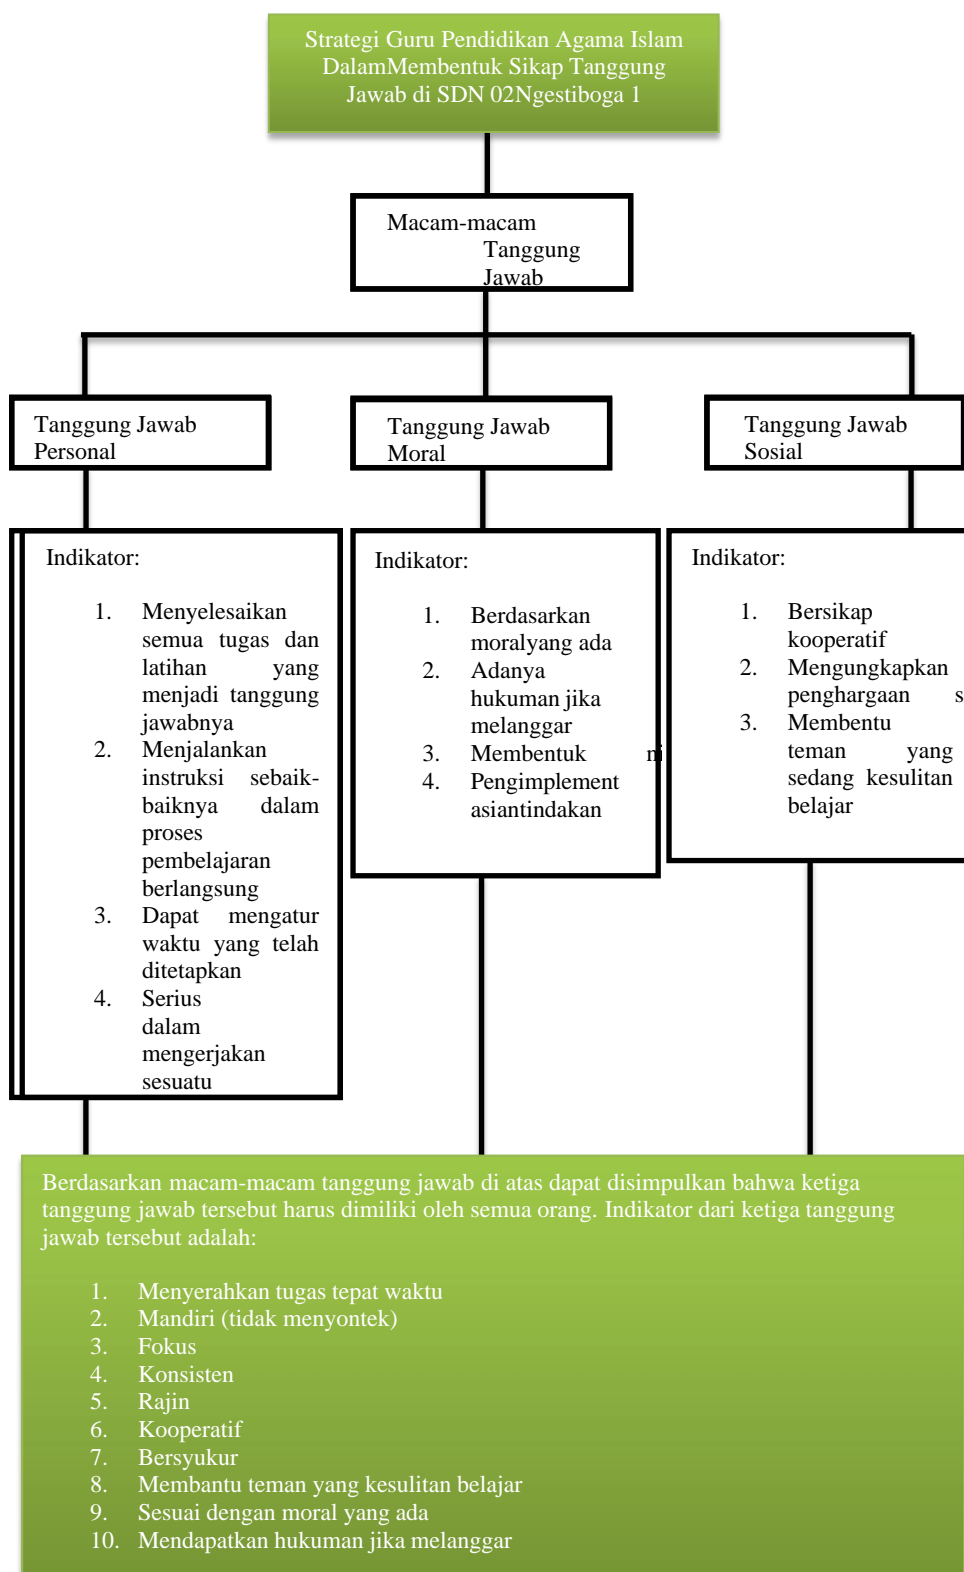 Strategi Guru Pendidikan Agama Islam
DalamMembentuk Sikap Tanggung
Jawab di SDN 02Ngestiboga 1
Macam-macam
Tanggung
Jawab
Tanggung Jawab
Personal
Tanggung Jawab
Moral
Tanggung Jawab
Sosial
Indikator:
1. Menyelesaikan
semua tugas dan
latihan yang
menjadi tanggung
jawabnya
2. Menjalankan
instruksi sebaik-
baiknya dalam
proses
pembelajaran
berlangsung
3. Dapat mengatur
waktu yang telah
ditetapkan
4. Serius
dalam
mengerjakan
sesuatu
Indikator:
1. Berdasarkan
moralyang ada
2. Adanya
hukuman jika
melanggar
3. Membentuk
4. Pengimplement
asiantindakan
Indikator:
1. Bersikap
kooperatif
2. Mengungkapkan
penghargaan
3. Membentu
teman yang
sedang kesulitan
belajar
Berdasarkan macam-macam tanggung jawab di atas dapat disimpulkan bahwa ketiga
tanggung jawab tersebut harus dimiliki oleh semua orang. Indikator dari ketiga tanggung
jawab tersebut adalah:
1. Menyerahkan tugas tepat waktu
2. Mandiri (tidak menyontek)
3. Fokus
4. Konsisten
5. Rajin
6. Kooperatif
7. Bersyukur
8. Membantu teman yang kesulitan belajar
9. Sesuai dengan moral yang ada
10. Mendapatkan hukuman jika melanggar